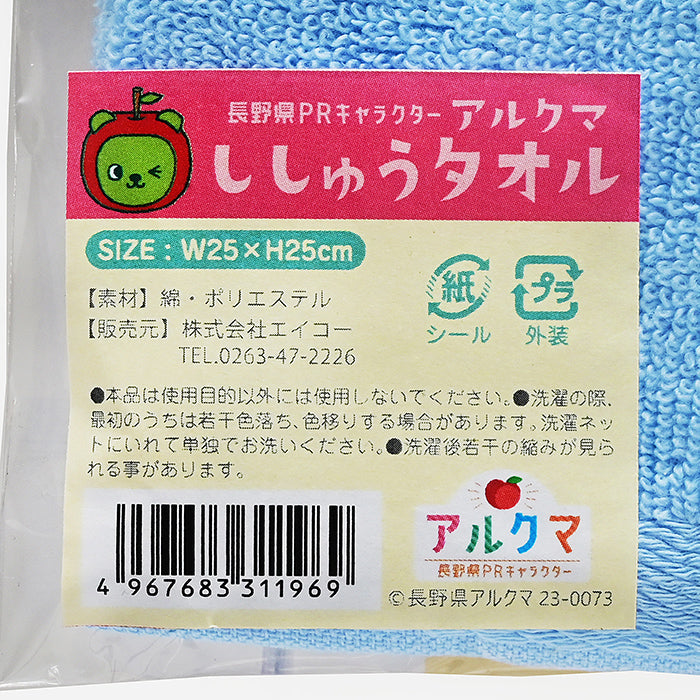 長野県PRキャラクター アルクマ
ししゅうタオル
SIZE : W25×H25cm
【素材】綿・ポリエステル
【販売元】株式会社エイコー
TEL.0263-47-2226
紙
シール
プラ
外装
●本品は使用目的以外には使用しないでください。●洗濯の際、
最初のうちは若干色落ち、色移りする場合があります。洗濯ネッ
トにいれて単独でお洗いください。●洗濯後若干の縮みが見ら
れる事があります。
アルクマ
長野県PRキャラクター
4 967683 311969
©長野県アルクマ 23-0073